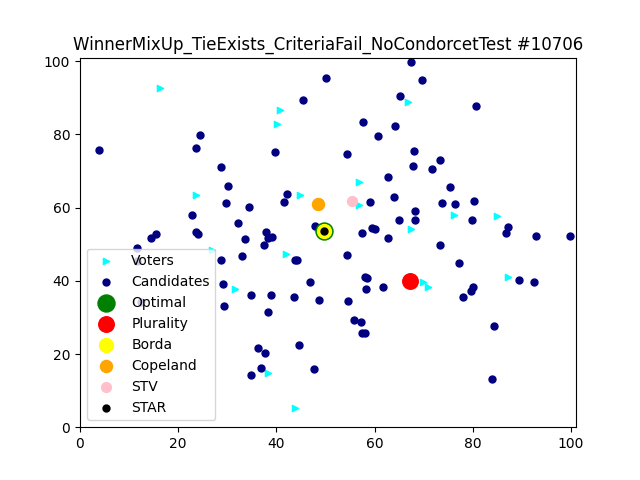 WinnerMixUp_TieExists_CriteriaFail_NoCondorcetTest #10706
100
80
60
40
20
0
Voters
Candidates
Optimal
Plurality
Borda
Copeland
STV
STAR
0 20 40 60 80 100